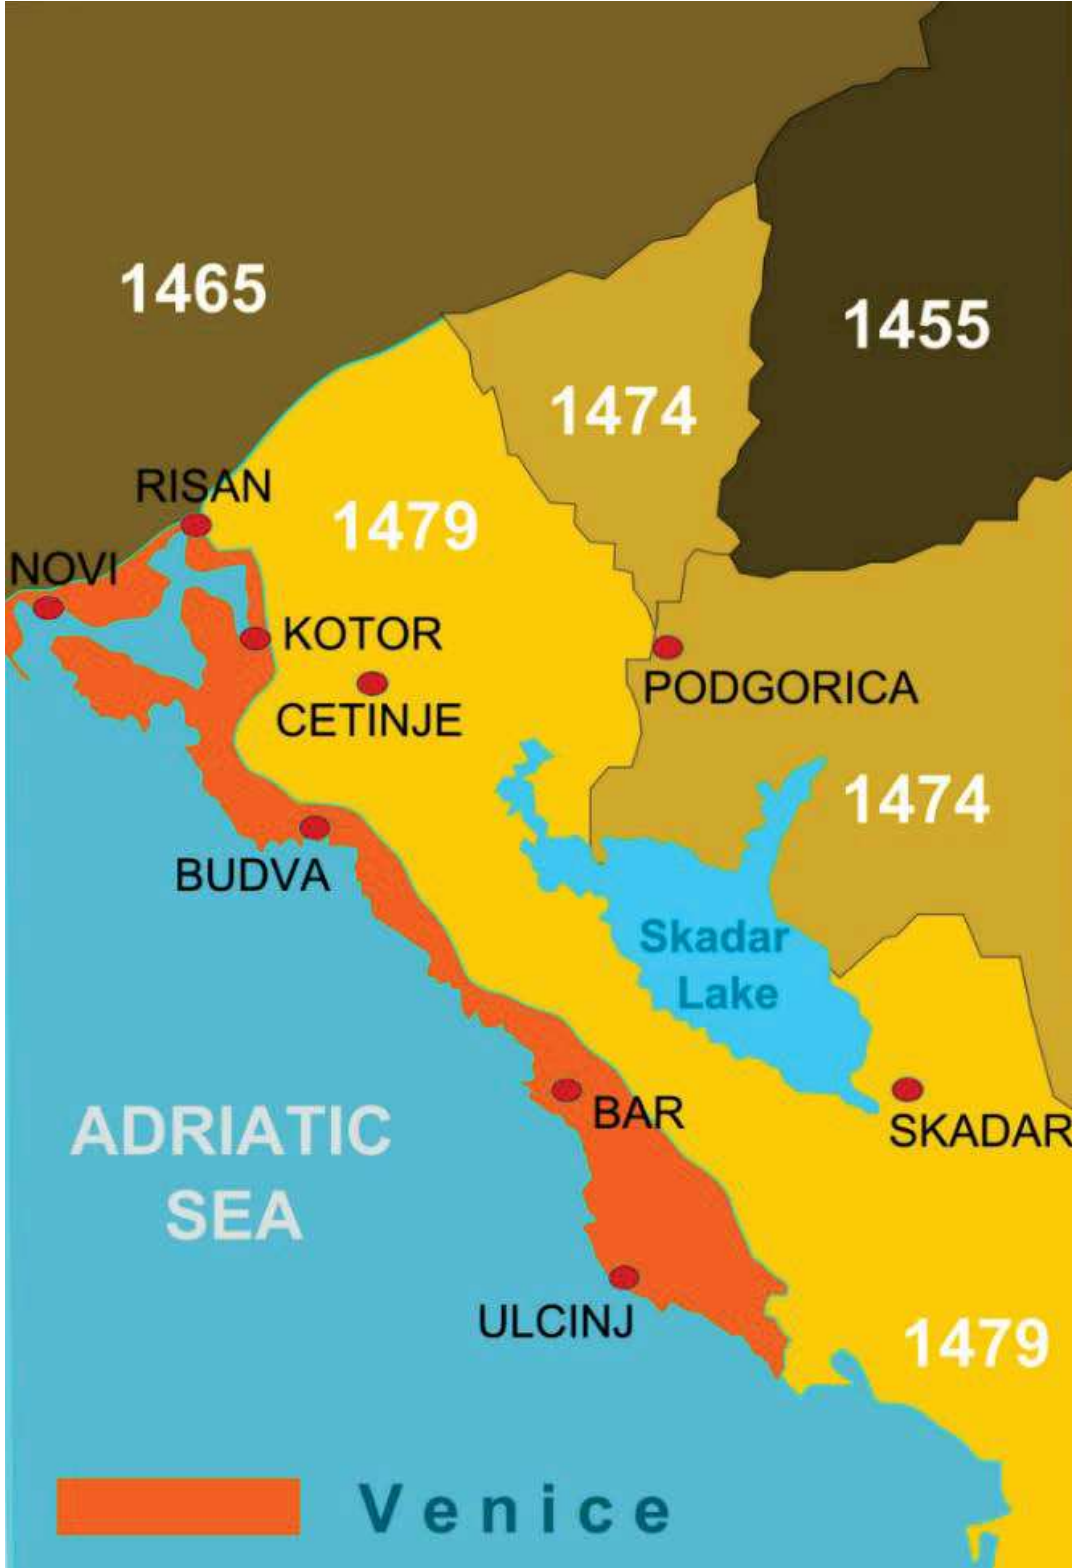 1465
1455
1474
RISAN
1479
NOVI
KOTOR
PODGORICA
CETINJE
1474
BUDVA
Skadar
Lake
ADRIATIC
SEA
BAR
SKADAR
ULCINJ
1479
Venice